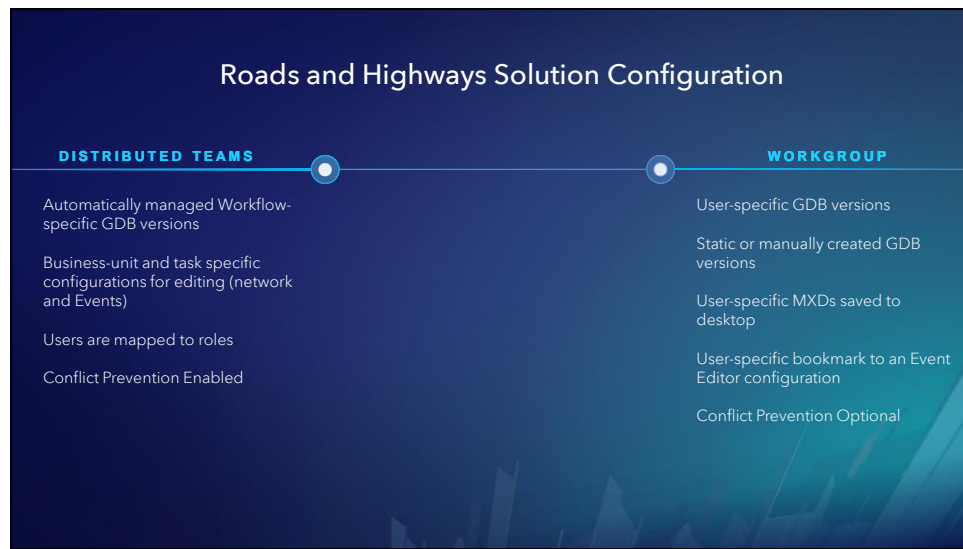 Roads and Highways Solution Configuration
DISTRIBUTED TEAMS
Automatically managed Workflow-
specific GDB versions
Business-unit and task specific
configurations for editing (network
and Events)
Users are mapped to roles
Conflict Prevention Enabled
WORKGROUP
User-specific GDB versions
Static or manually created GDB
versions
User-specific MXDs saved to
desktop
User-specific bookmark to an Event
Editor configuration
Conflict Prevention Optional